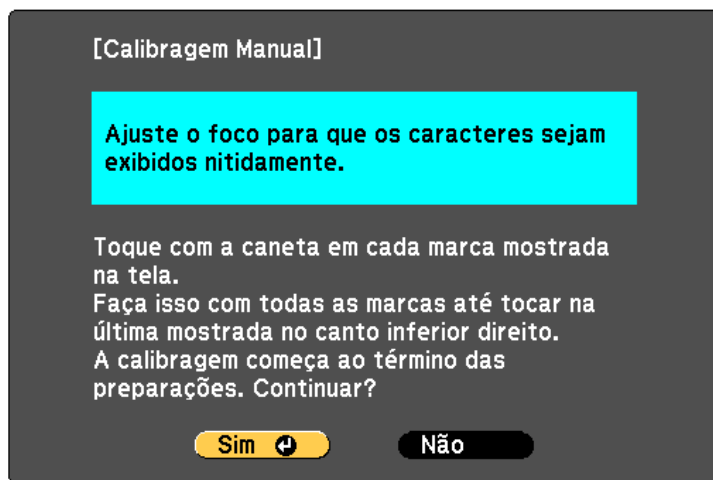 [Calibragem Manual]
Ajuste o foco para que os caracteres sejam
exibidos nitidamente.
Toque com a caneta em cada marca mostrada
na tela.
Faça isso com todas as marcas até tocar na
última mostrada no canto inferior direito.
A calibragem começa ao término das
preparações. Continuar?
Sim
Não